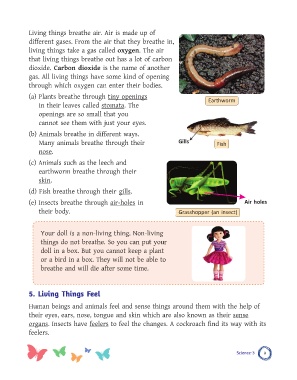 Living things breathe air. Air is made up of
different gases. From the air that they breathe in,
living things take a gas called oxygen. The air
that living things breathe out has a lot of carbon
dioxide. Carbon dioxide is the name of another
gas. All living things have some kind of opening
through which oxygen can enter their bodies.
(a) Plants breathe through tiny openings
in their leaves called stomata. The
openings are so small that you
cannot see them with just your eyes.
(b) Animals breathe in different ways.
Many animals breathe through their
nose.
(c) Animals such as the leech and
earthworm breathe through their
skin.
(d) Fish breathe through their gills.
(e) Insects breathe through air-holes in
their body.
Earthworm
Gills
Fish
Air holes
Grasshopper (an insect)
Your doll is a non-living thing. Non-living
things do not breathe. So you can put your
doll in a box. But you cannot keep a plant
or a bird in a box. They will not be able to
breathe and will die after some time.
5. Living Things Feel
Human beings and animals feel and sense things around them with the help of
their eyes, ears, nose, tongue and skin which are also known as their sense
organs. Insects have feelers to feel the changes. A cockroach find its way with its
feelers.